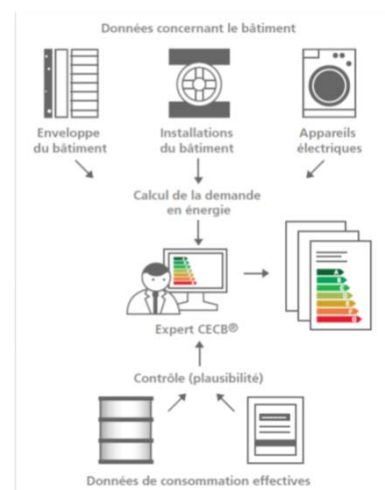 Données concernant le bâtiment
Enveloppe
du bâtiment
Installations
du bâtiment
Appareils
électriques
Calcul de la demande
en énergie
Expert CECB®
A
B
C
D
E
F
G
Contrôle (plausibilité)
Données de consommation effectives